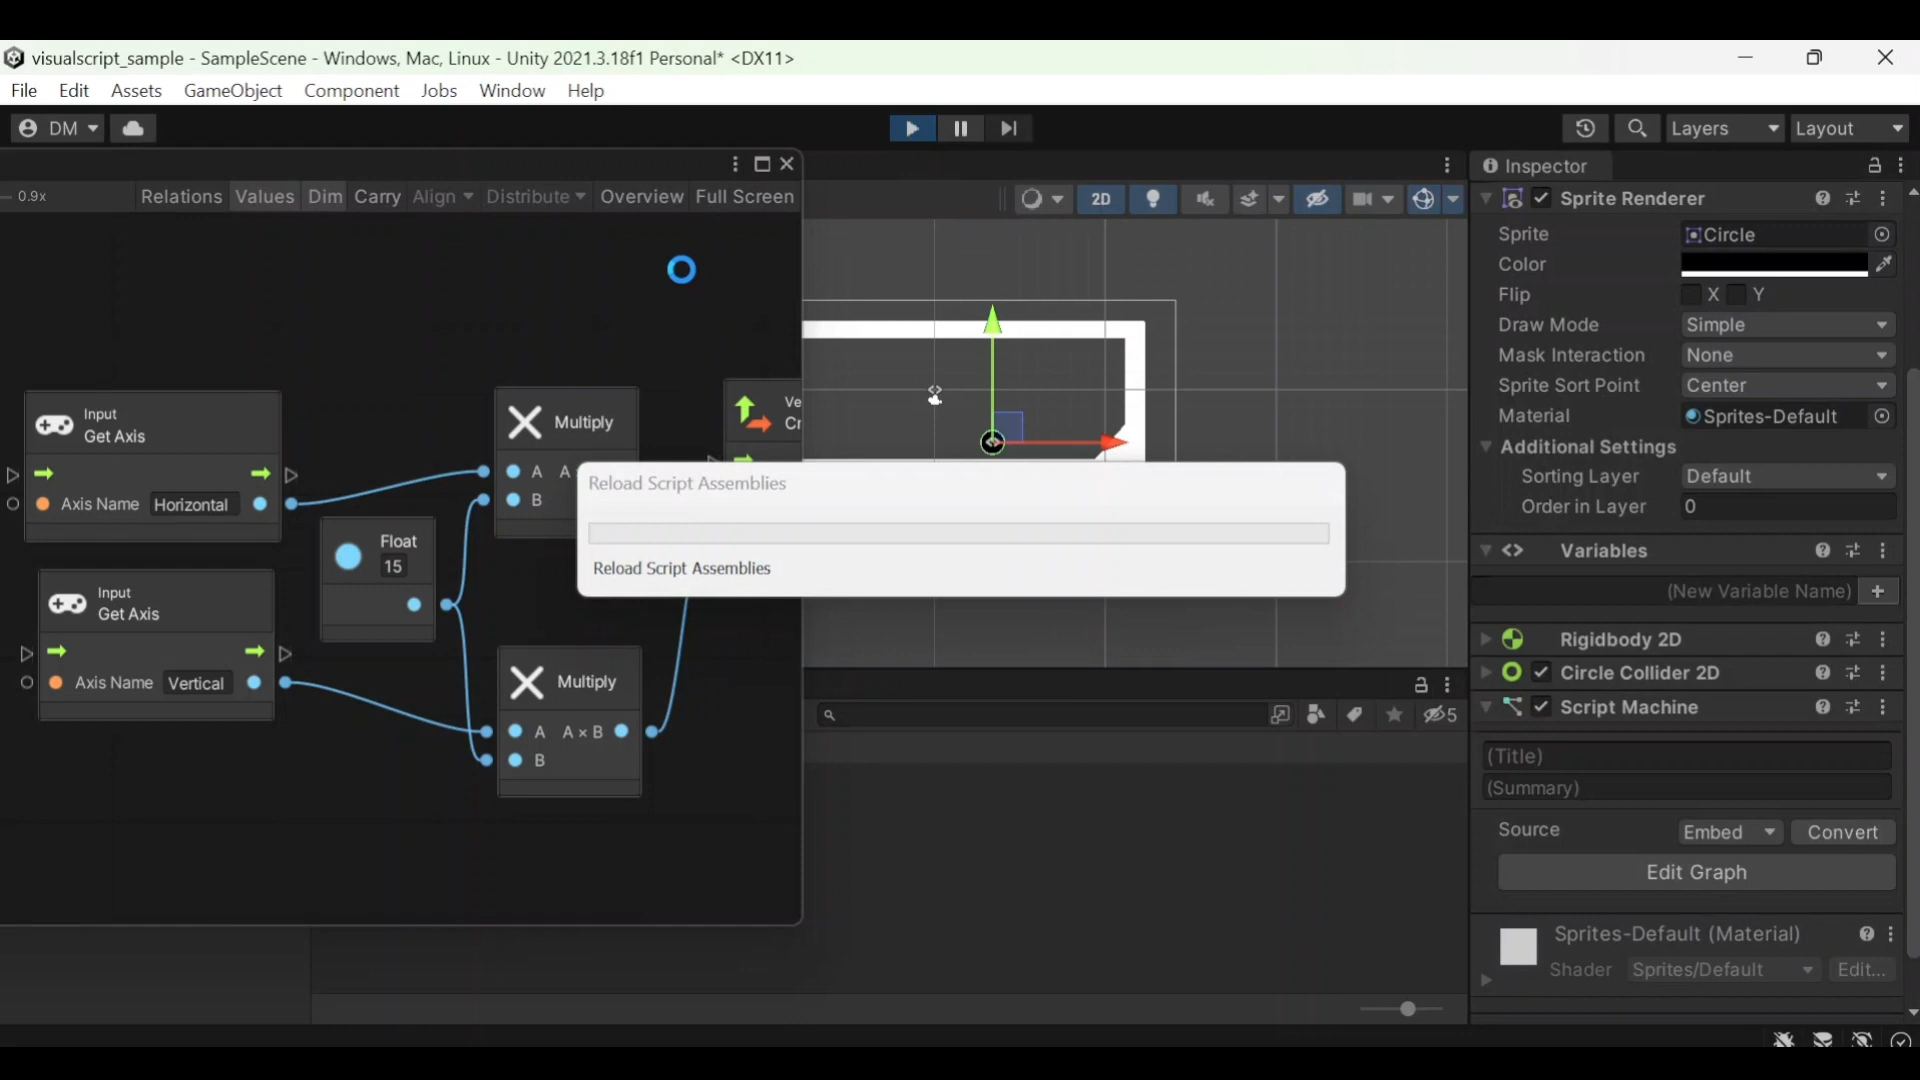 visualscript_sample - SampleScene - Windows, Mac, Linux - Unity 2021.3.18f1 Personal* <DX11>
File Edit Assets GameObject Component Jobs Window Help
DM
Layers
Layout
0.9x
Relations
Values
Dim
Carry
Align
Distribute
Overview
Full Screen
Input
Get Axis
Axis Name Horizontal
Input
Get Axis
Axis Name Vertical
Float
15
Multiply
A A
B
Multiply
A A × B
B
Reload Script Assemblies
Reload Script Assemblies
2D
5
Inspector
Sprite Renderer
Sprite Circle
Color
Flip X Y
Draw Mode Simple
Mask Interaction None
Sprite Sort Point Center
Material Sprites-Default
Additional Settings
Sorting Layer Default
Order in Layer 0
Variables
(New Variable Name) +
Rigidbody 2D
Circle Collider 2D
Script Machine
(Title)
(Summary)
Source Embed Convert
Edit Graph
Sprites-Default (Material)
Shader Sprites/Default Edit...